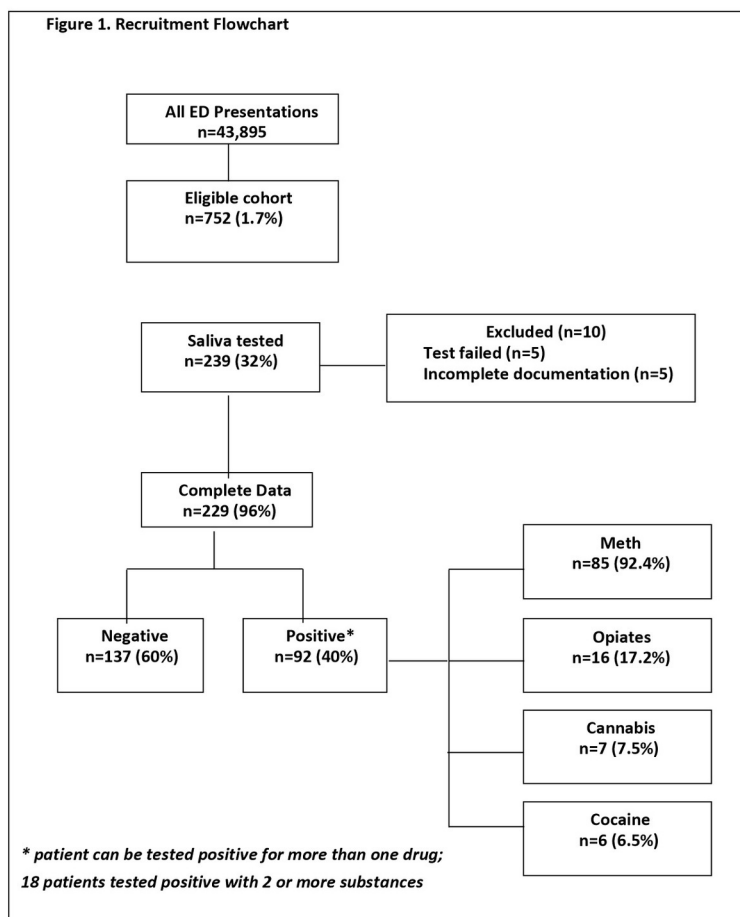 Figure 1. Recruitment Flowchart
All ED Presentations
n=43,895
Eligible cohort
n=752 (1.7%)
Saliva tested
n=239 (32%)
Excluded (n=10)
Test failed (n=5)
Incomplete documentation (n=5)
Complete Data
n=229 (96%)
Negative
n=137 (60%)
Positive*
n=92 (40%)
Meth
n=85 (92.4%)
Opiates
n=16 (17.2%)
Cannabis
n=7 (7.5%)
Cocaine
n=6 (6.5%)
* patient can be tested positive for more than one drug;
18 patients tested positive with 2 or more substances